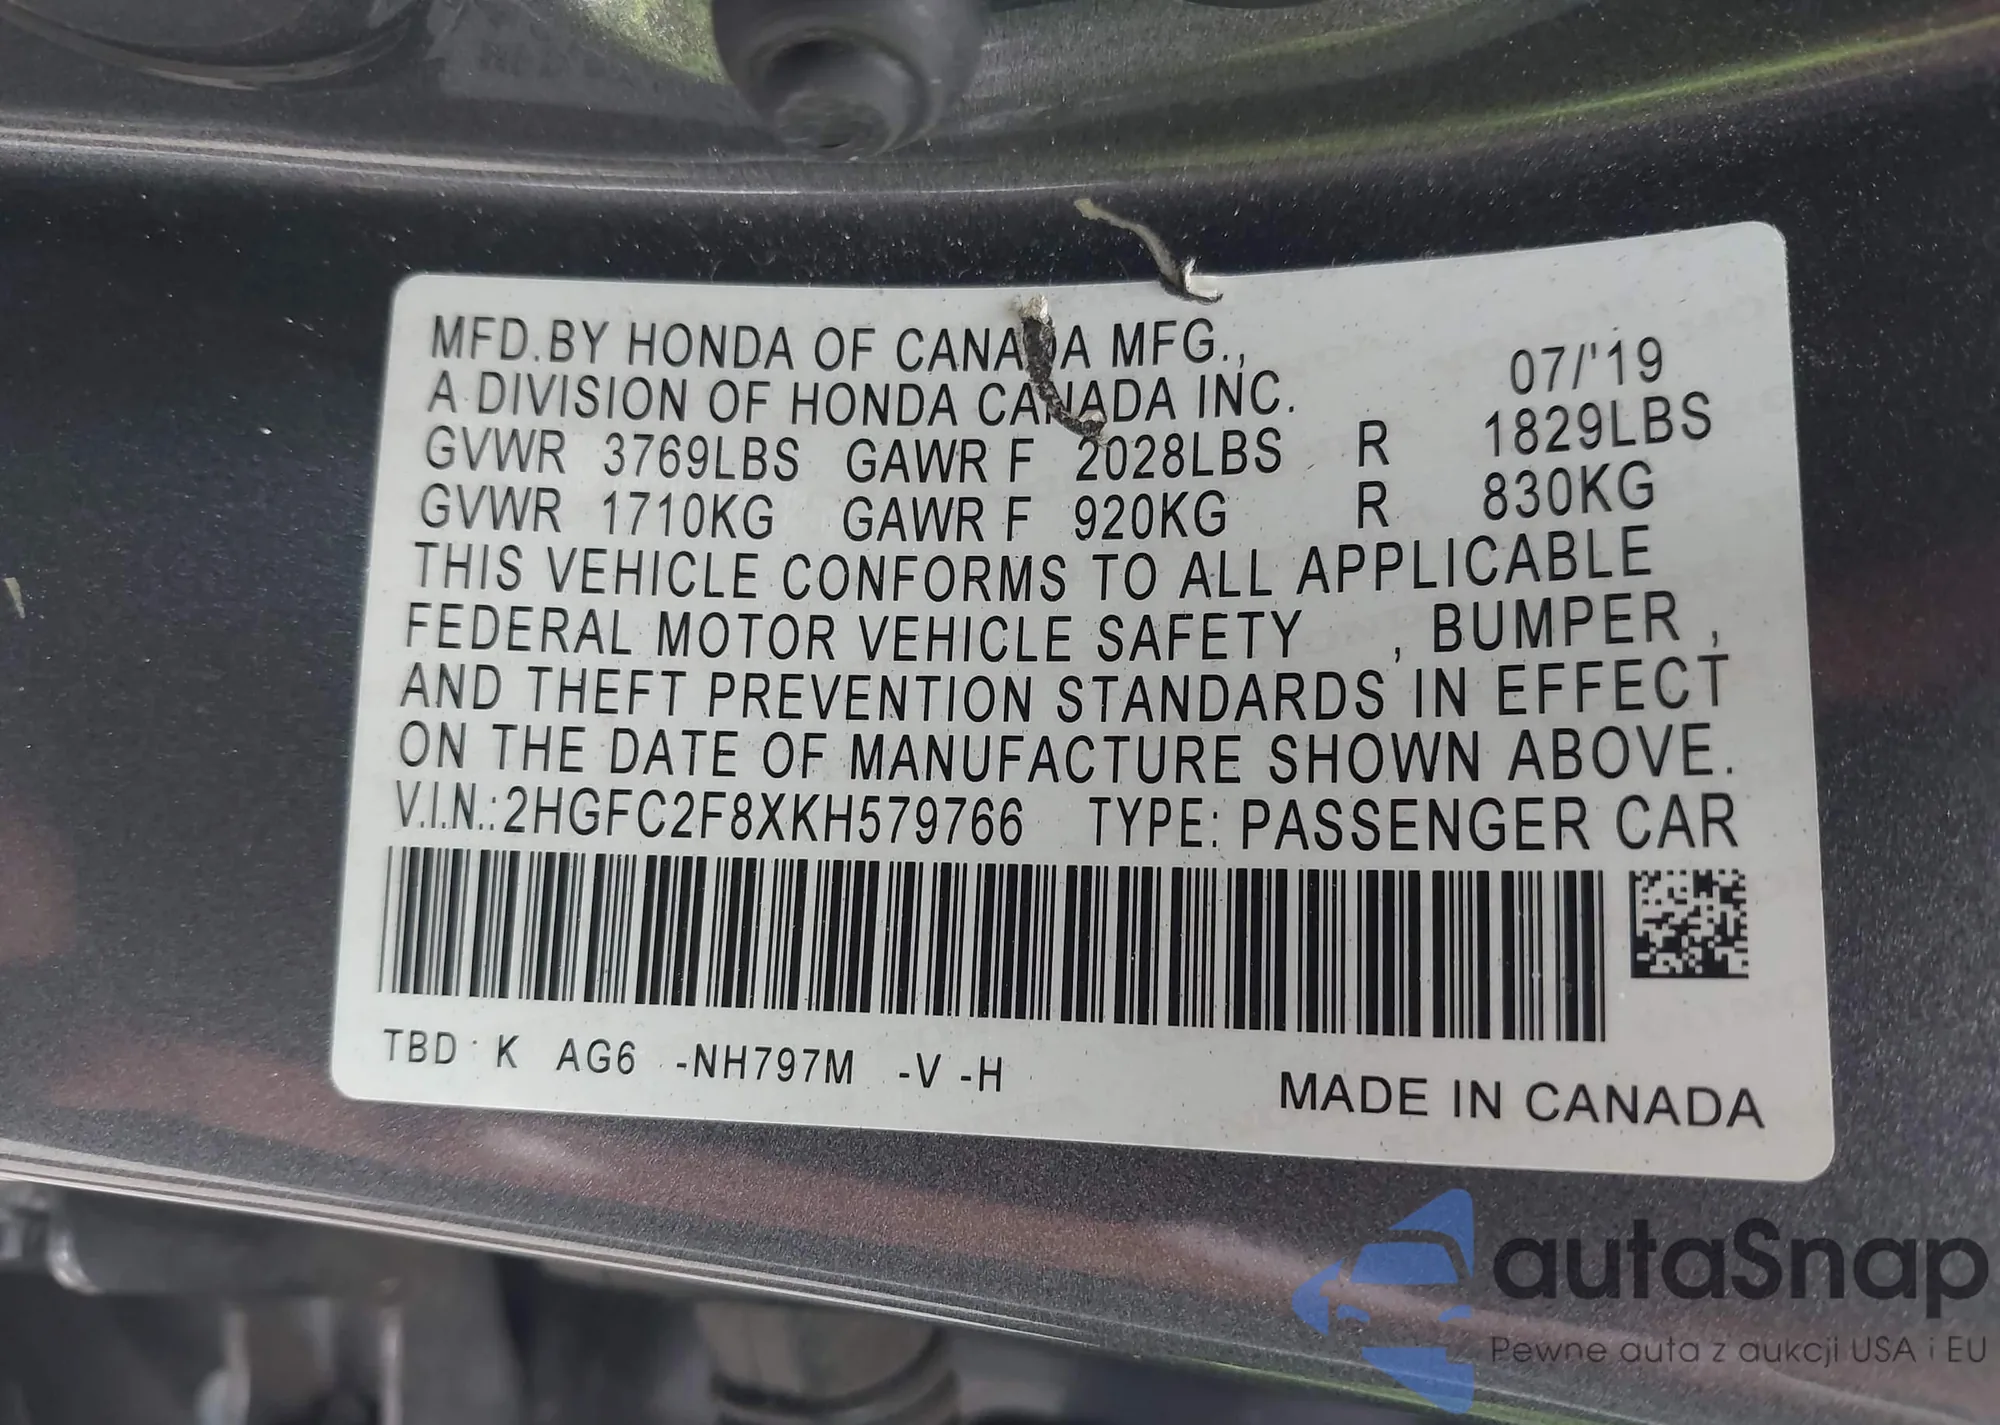 MFD.BY HONDA OF CANADA MFG.,
A DIVISION OF HONDA CANADA INC. 07/'19
GVWR 3769LBS GAWR F 2028LBS R 1829LBS
GVWR 1710KG GAWR F 920KG R 830KG
THIS VEHICLE CONFORMS TO ALL APPLICABLE
FEDERAL MOTOR VEHICLE SAFETY , BUMPER ,
AND THEFT PREVENTION STANDARDS IN EFFECT
ON THE DATE OF MANUFACTURE SHOWN ABOVE.
V.I.N.:2HGFC2F8XKH579766 TYPE: PASSENGER CAR
TBD K AG6 -NH797M -V -H
MADE IN CANADA
autaSnap
Pewne auta z aukcji USA i EU